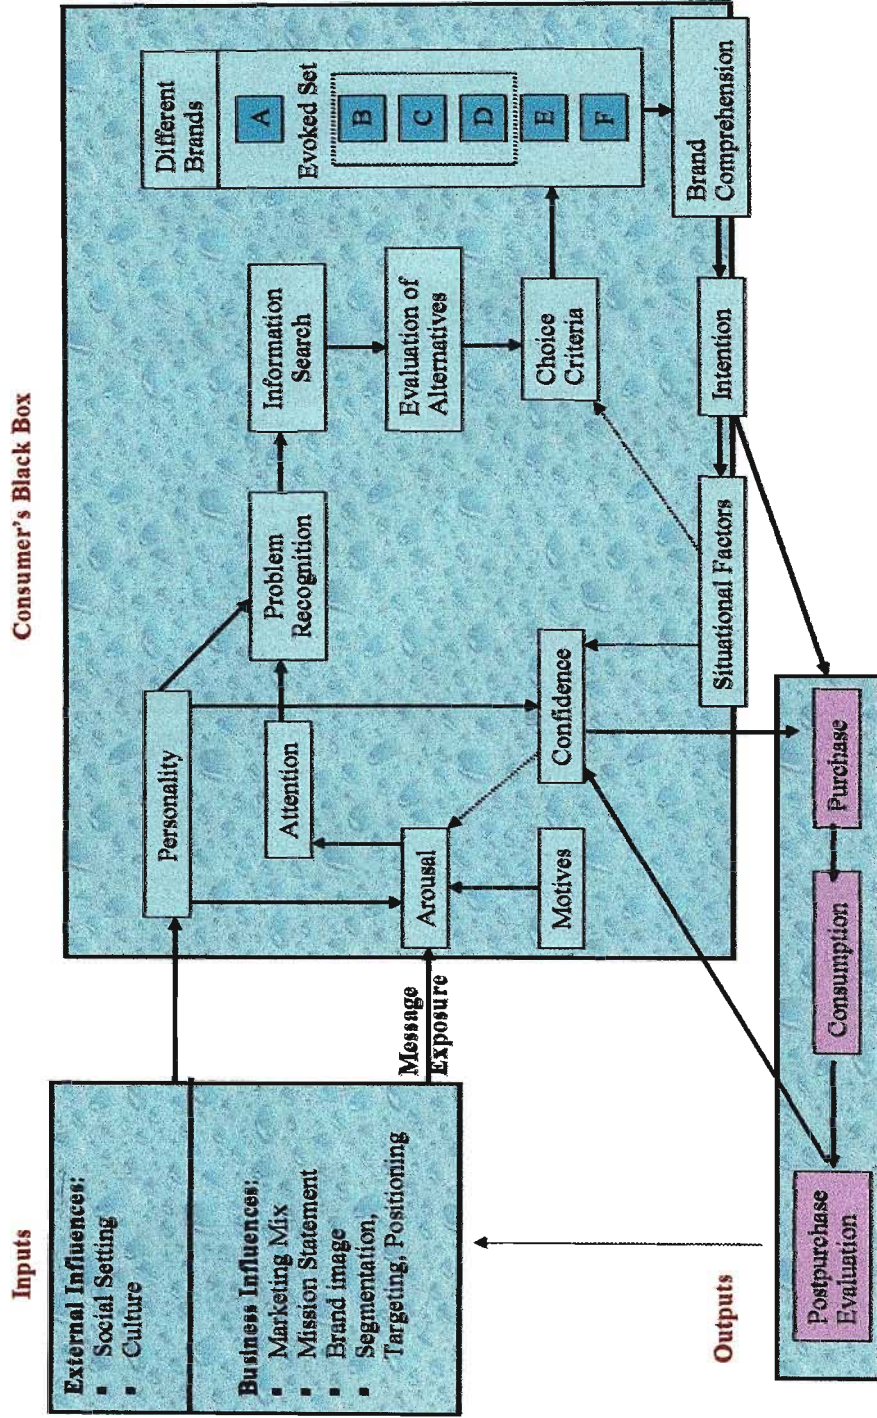 Inputs
External Influences:
▪ Social Setting
▪ Culture
Business Influences:
▪ Marketing Mix
▪ Mission Statement
▪ Brand image
▪ Segmentation,
Targeting, Positioning
Message
Exposure
Consumer's Black Box
Personality
Attention
Arousal
Motives
Confidence
Problem
Recognition
Information
Search
Evaluation of
Alternatives
Choice
Criteria
Different
Brands
A
Evoked Set
B
C
D
E
F
Brand
Comprehension
Intention
Situational Factors
Outputs
Purchase
Consumption
Postpurchase
Evaluation